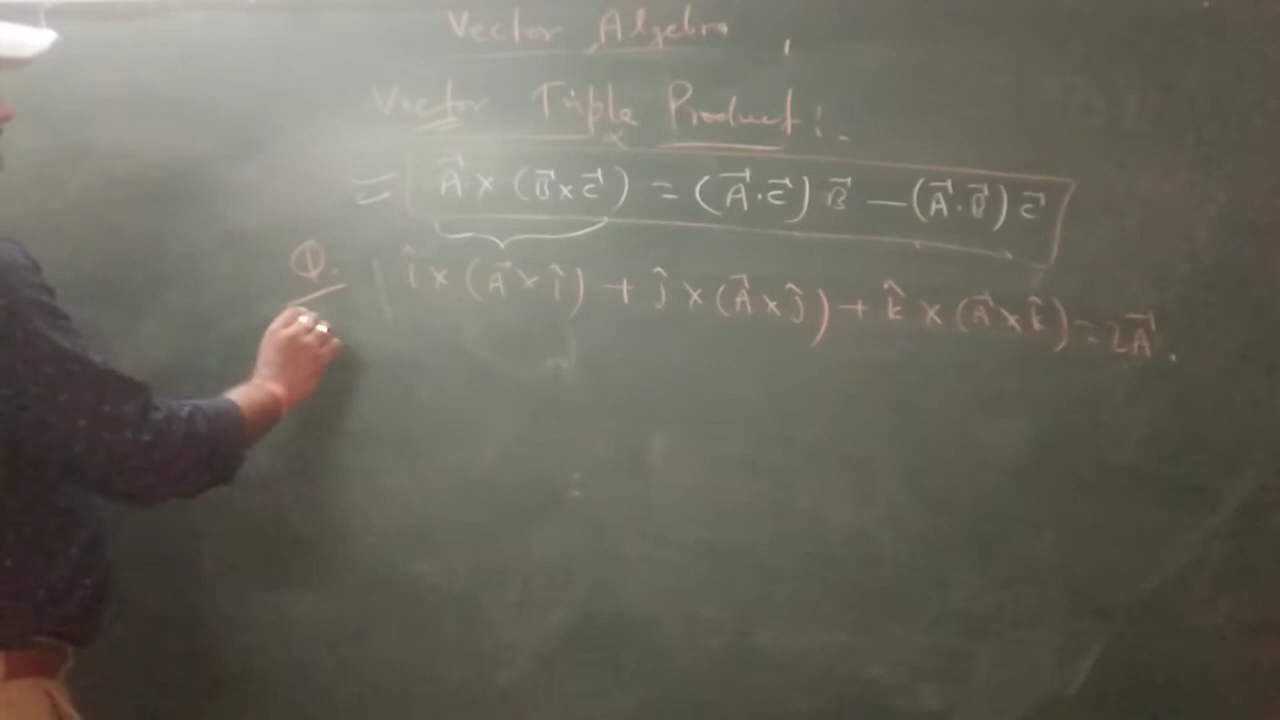 Vector Algebra
Vector Triple Product :-
= A⃗ × (B⃗ × C⃗) = (A⃗ · C⃗) B⃗ — (A⃗ · B⃗) C⃗
Q. î × (A⃗ × î) + ĵ × (A⃗ × ĵ) + k̂ × (A⃗ × k̂) = 2A⃗.